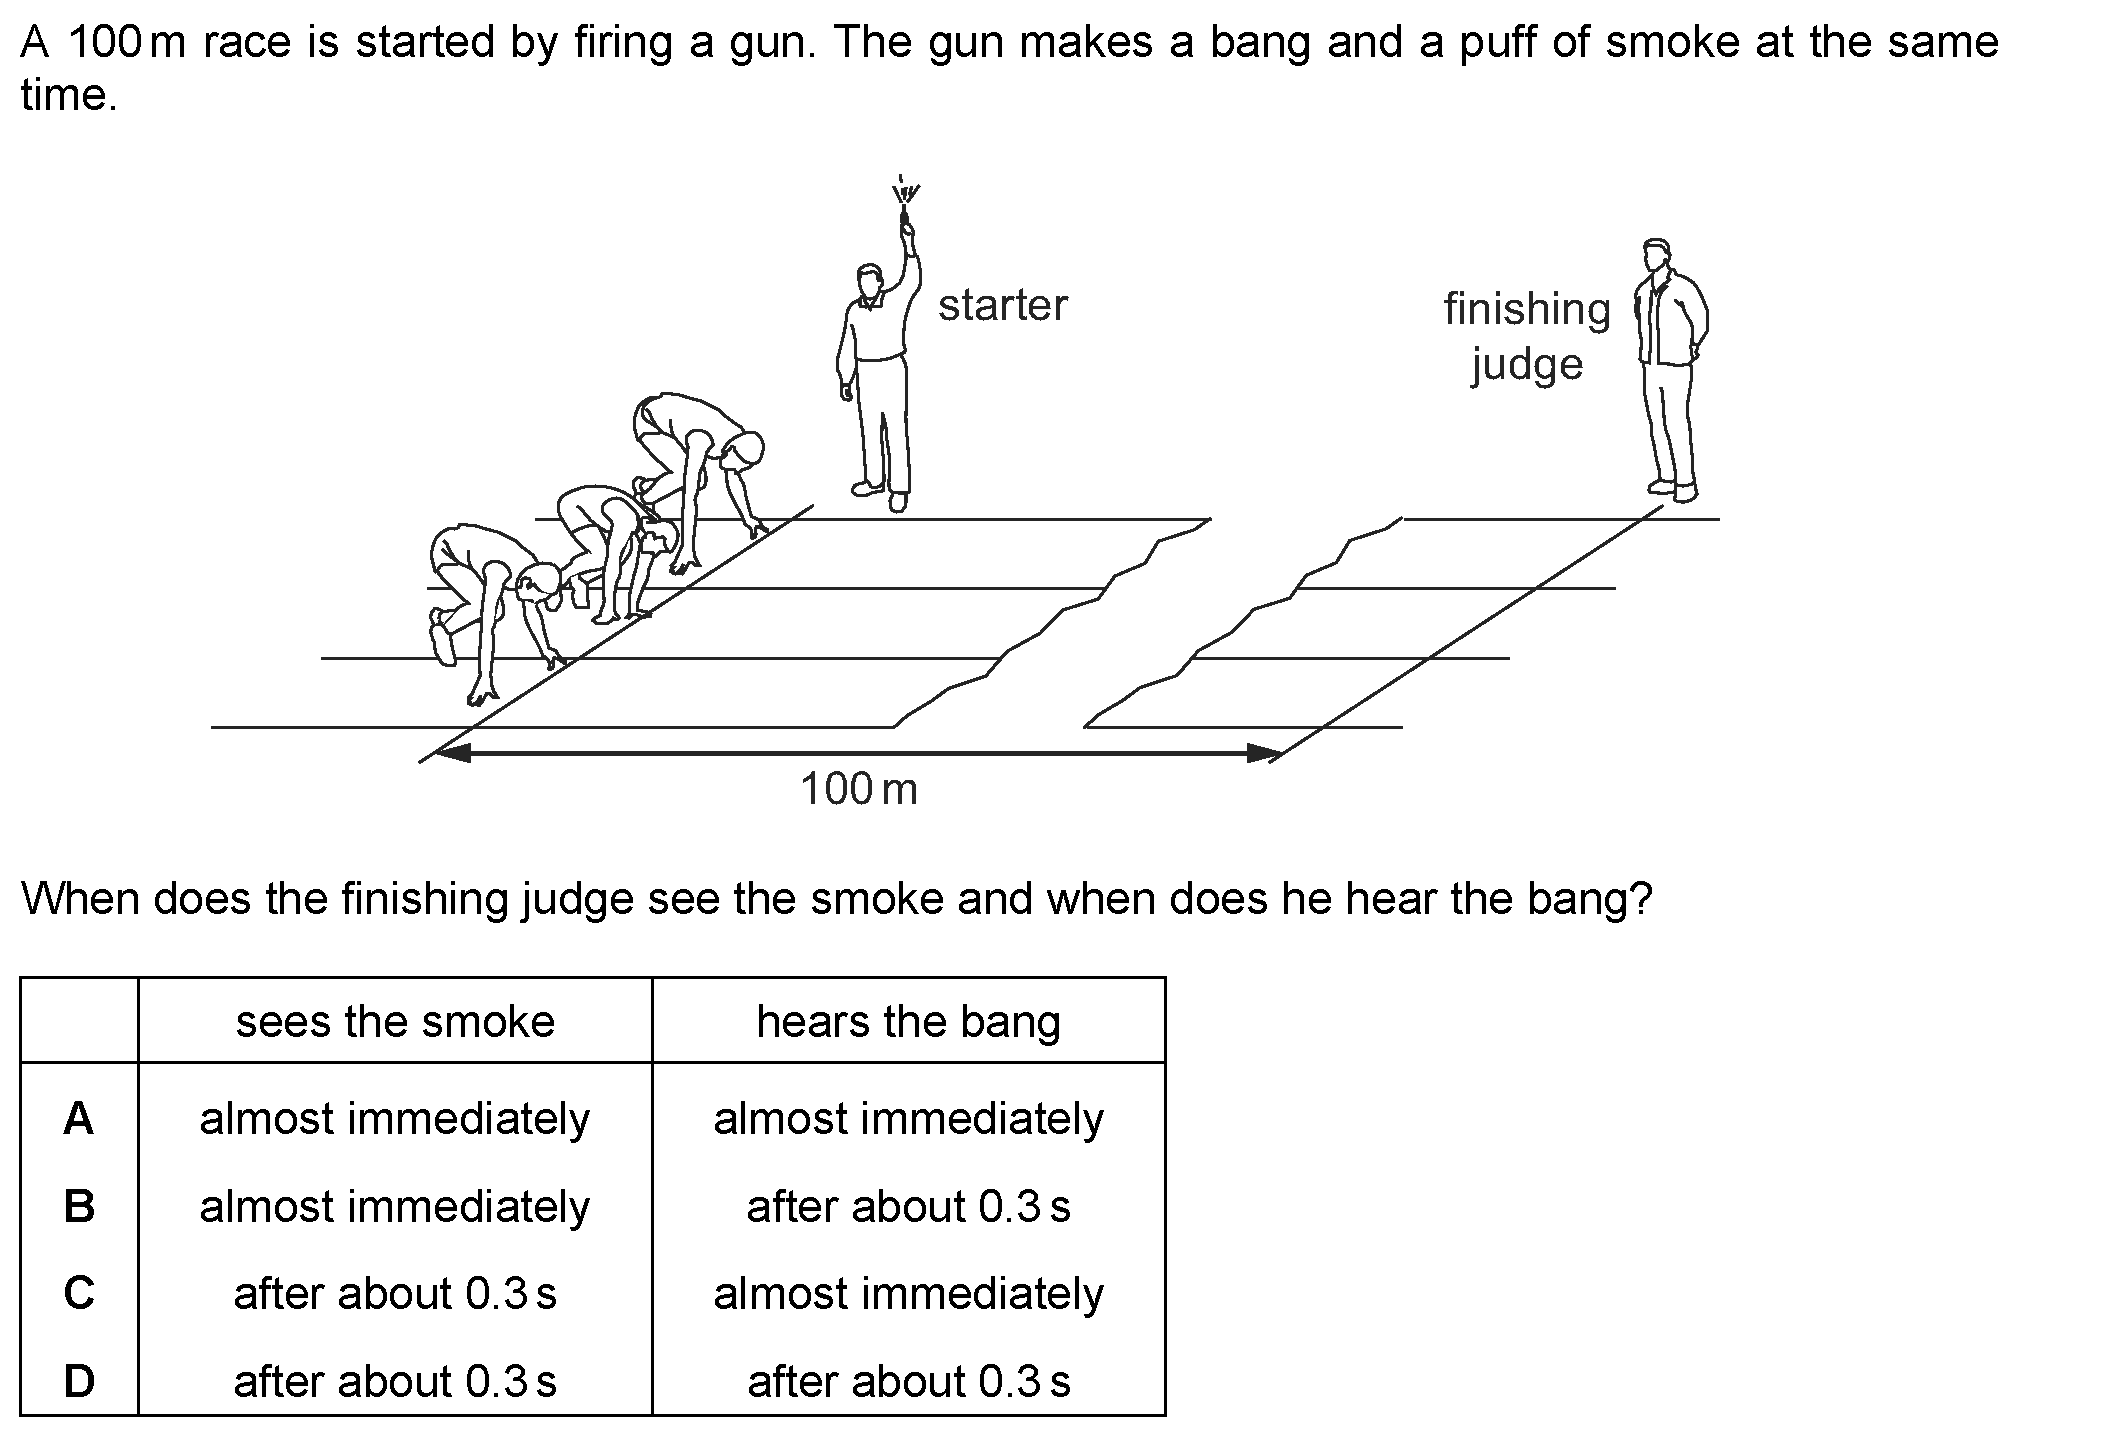 A 100 m race is started by firing a gun. The gun makes a bang and a puff of smoke at the same
time.
starter
finishing
judge
100 m
When does the finishing judge see the smoke and when does he hear the bang?
sees the smoke hears the bang
A almost immediately almost immediately
B almost immediately after about 0.3 s
C after about 0.3 s almost immediately
D after about 0.3 s after about 0.3 s